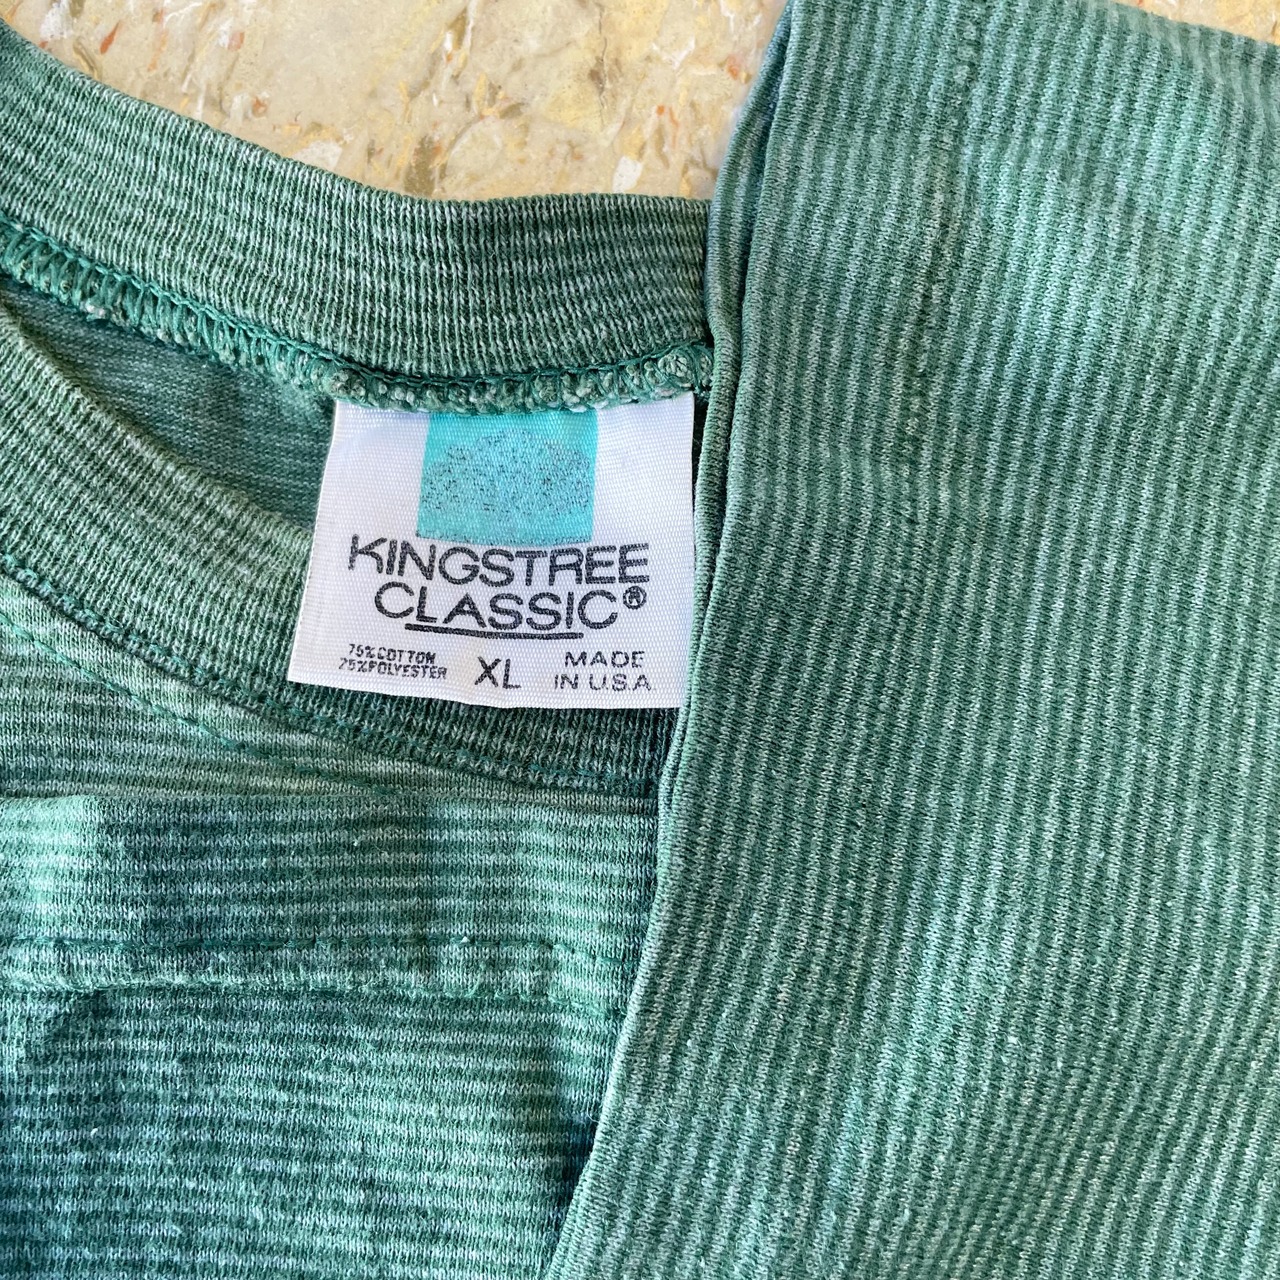 KINGSTREE
CLASSIC®
75% COTTON
25% POLYESTER
XL
MADE
IN U.S.A